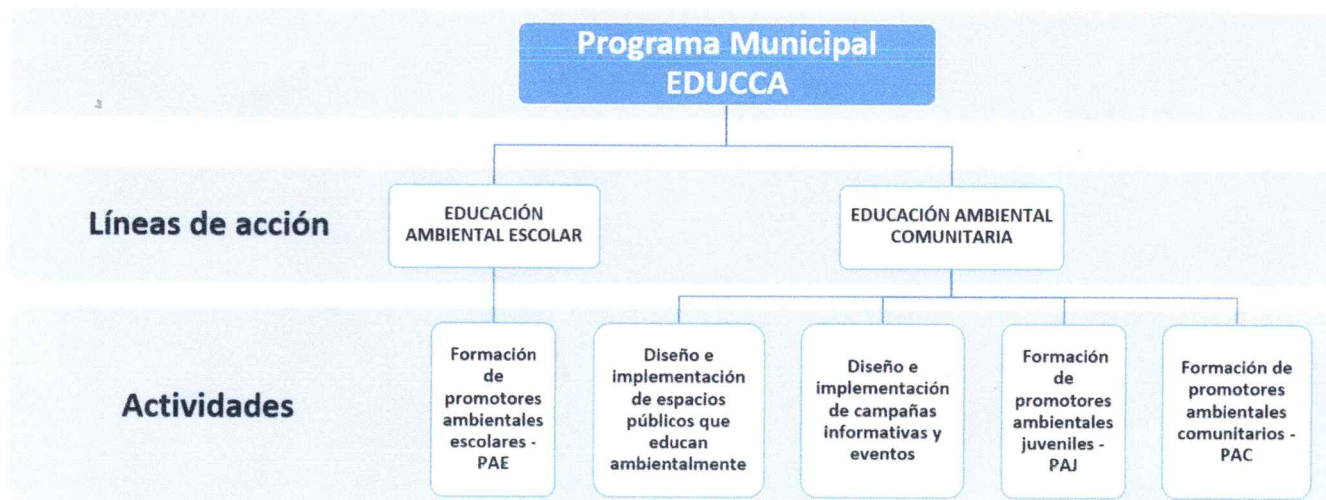 Programa Municipal
EDUCCA
Líneas de acción
EDUCACIÓN
AMBIENTAL ESCOLAR
EDUCACIÓN AMBIENTAL
COMUNITARIA
Actividades
Formación
de
promotores
ambientales
escolares -
PAE
Diseño e
implementación
de espacios
públicos que
educan
ambientalmente
Diseño e
implementación
de campañas
informativas y
eventos
Formación
de
promotores
ambientales
juveniles -
PAJ
Formación de
promotores
ambientales
comunitarios -
PAC